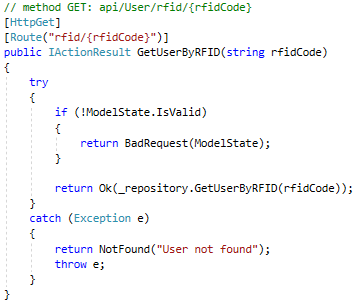 // method GET: api/User/rfid/{rfidCode}
[HttpGet]
[Route("rfid/{rfidCode}")]
public IActionResult GetUserByRFID(string rfidCode)
{
    try
    {
        if (!ModelState.IsValid)
        {
            return BadRequest(ModelState);
        }

        return Ok(_repository.GetUserByRFID(rfidCode));
    }
    catch (Exception e)
    {
        return NotFound("User not found");
        throw e;
    }
}